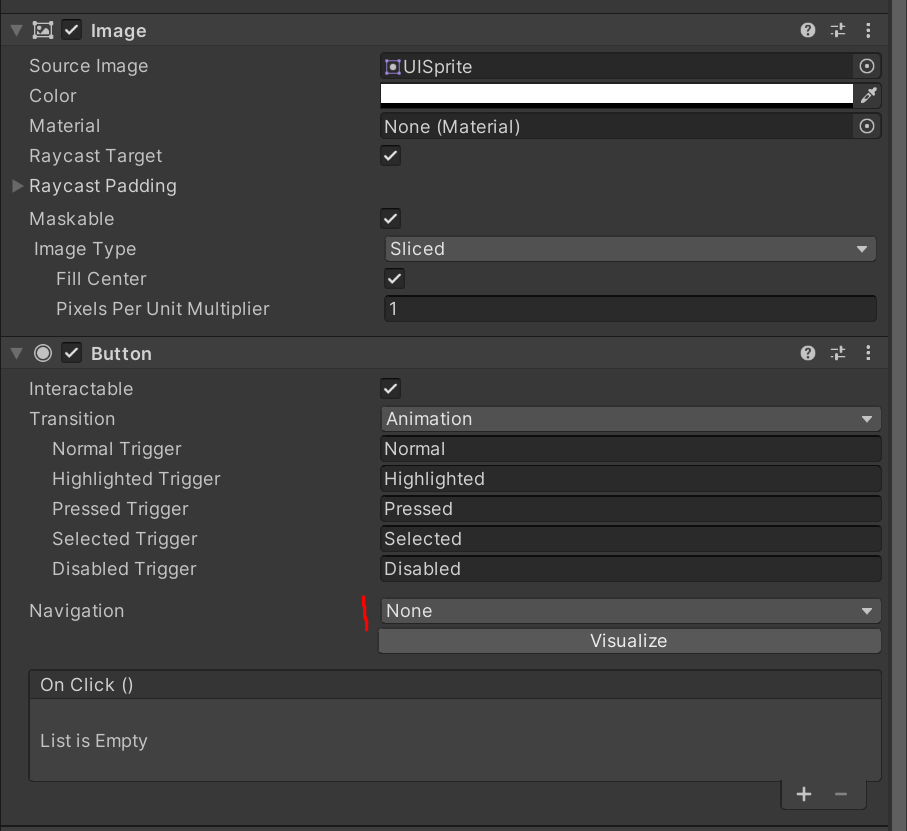 Image
Source Image UISprite
Color
Material None (Material)
Raycast Target
Raycast Padding
Maskable
Image Type Sliced
Fill Center
Pixels Per Unit Multiplier 1
Button
Interactable
Transition Animation
Normal Trigger Normal
Highlighted Trigger Highlighted
Pressed Trigger Pressed
Selected Trigger Selected
Disabled Trigger Disabled
Navigation None
Visualize
On Click ()
List is Empty